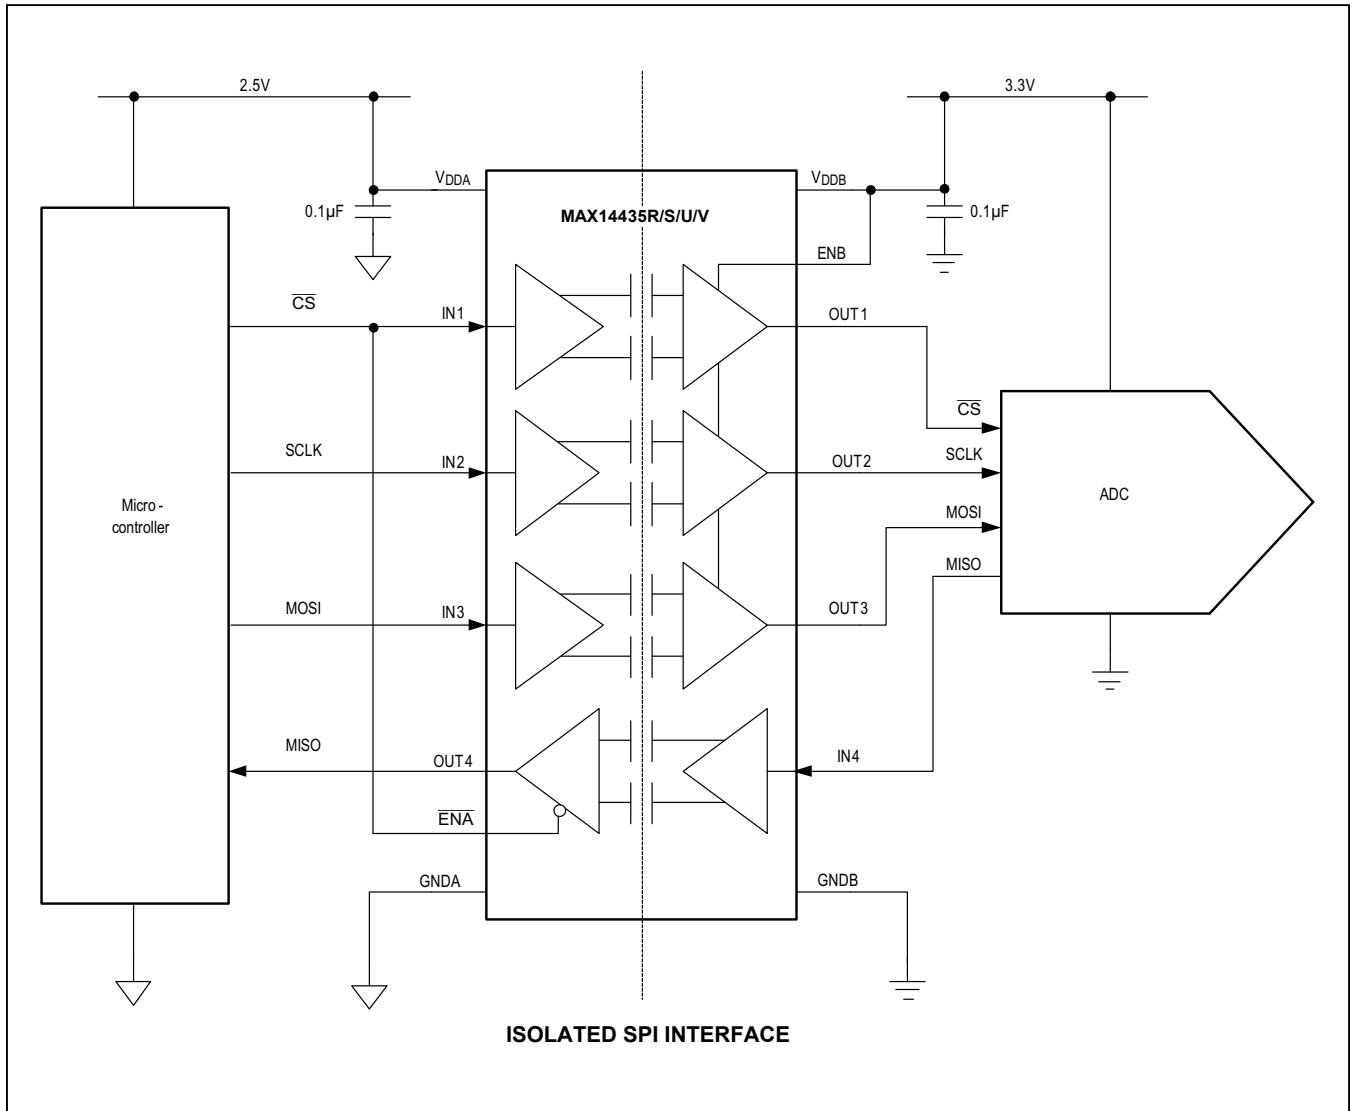 2.5V
3.3V
VDDA
VDDB
0.1µF
MAX14435R/S/U/V
0.1µF
ENB
CS
IN1
OUT1
CS
SCLK
IN2
OUT2
SCLK
ADC
Micro-
controller
MOSI
MISO
MOSI
IN3
OUT3
MISO
OUT4
IN4
ENA
GNDA
GNDB
ISOLATED SPI INTERFACE